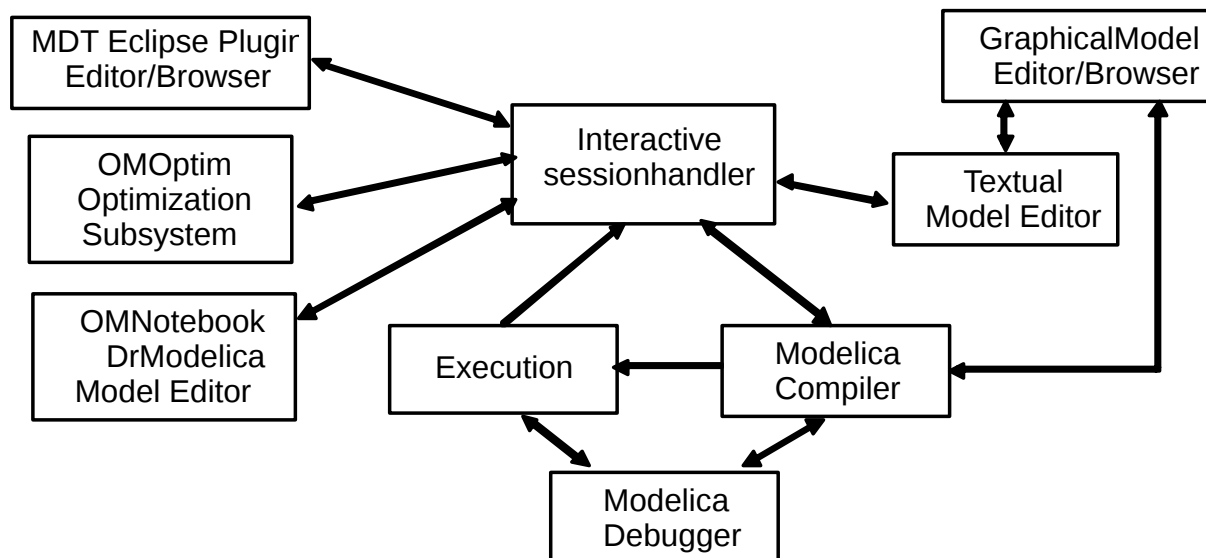 MDT Eclipse Plugin
Editor/Browser
GraphicalModel
Editor/Browser
Interactive
sessionhandler
OMOptim
Optimization
Subsystem
Textual
Model Editor
OMNotebook
DrModelica
Model Editor
Execution
Modelica
Compiler
Modelica
Debugger